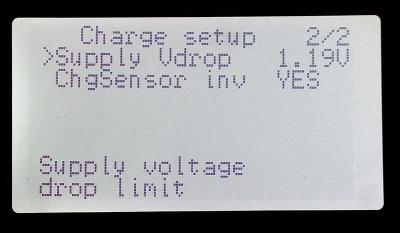 Charge setup 2/2
>Supply Vdrop 1.19V
ChgSensor inv YES
Supply voltage
drop limit